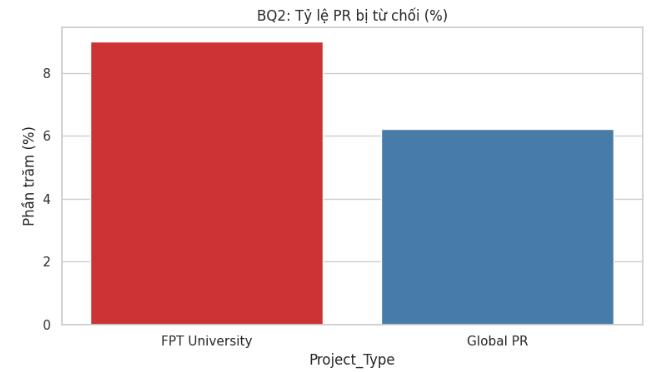 BQ2: Tỷ lệ PR bị từ chối (%)
Phần trăm (%)
8
6
4
2
0
FPT University
Global PR
Project_Type